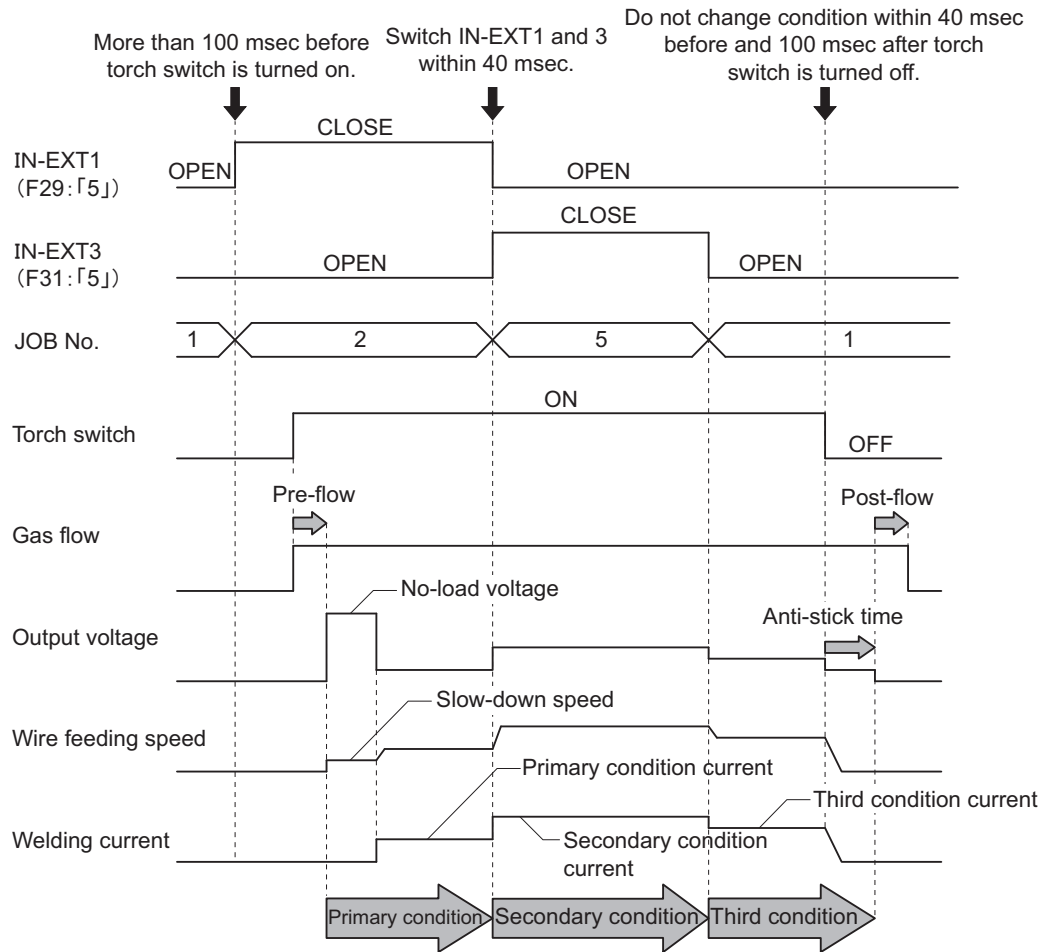 More than 100 msec before
torch switch is turned on.
Switch IN-EXT1 and 3
within 40 msec.
Do not change condition within 40 msec
before and 100 msec after torch
switch is turned off.
IN-EXT1
（F29：「5」）
OPEN
CLOSE
OPEN
IN-EXT3
（F31：「5」）
OPEN
CLOSE
OPEN
JOB No.
1
2
5
1
Torch switch
ON
OFF
Gas flow
Pre-flow
Post-flow
Output voltage
No-load voltage
Anti-stick time
Wire feeding speed
Slow-down speed
Welding current
Primary condition current
Secondary condition
current
Third condition current
Primary condition
Secondary condition
Third condition